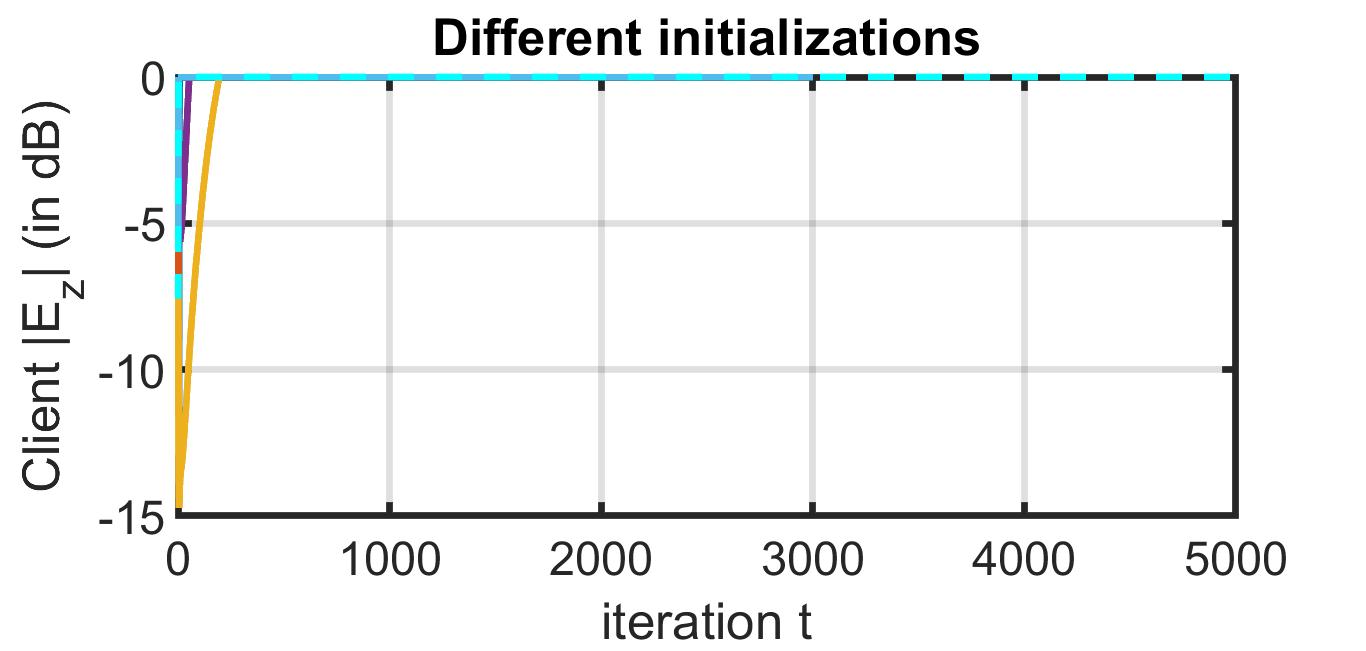 Different initializations
Client |E_z| (in dB)
0
-5
-10
-15
0 1000 2000 3000 4000 5000
iteration t